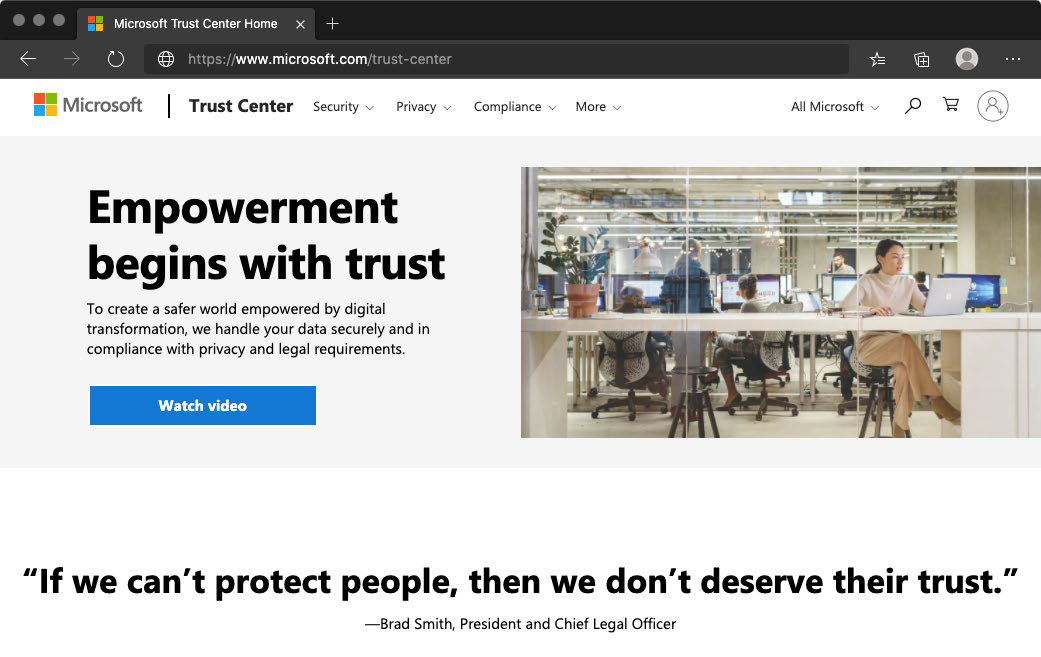 Microsoft Trust Center Home
https://www.microsoft.com/trust-center
Microsoft
Trust Center
Security
Privacy
Compliance
More
All Microsoft
Empowerment
begins with trust
To create a safer world empowered by digital
transformation, we handle your data securely and in
compliance with privacy and legal requirements.
Watch video
“If we can’t protect people, then we don’t deserve their trust.”
—Brad Smith, President and Chief Legal Officer